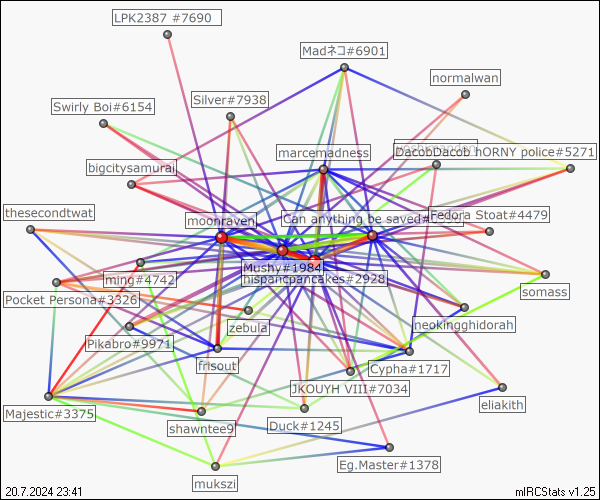 LPK2387 #7690
Madネコ#6901
normalwan
Silver#7938
Swirly Boi#6154
marcemadness
DacobDacob
hORNY police#5271
bigcitysamurai
thesecondtwat
moonraven
Can anything be saved#
Fedora Stoat#4479
Mushy#1984
ming#4742
hispancpancakes#2928
somass
Pocket Persona#3326
zebula
neokingghidorah
Pikabro#9971
frisout
Cypha#1717
JKOUYH VIII#7034
eliakith
Majestic#3375
shawntee9
Duck#1245
Eg.Master#1378
mukszi
20.7.2024 23:41
mIRCStats v1.25